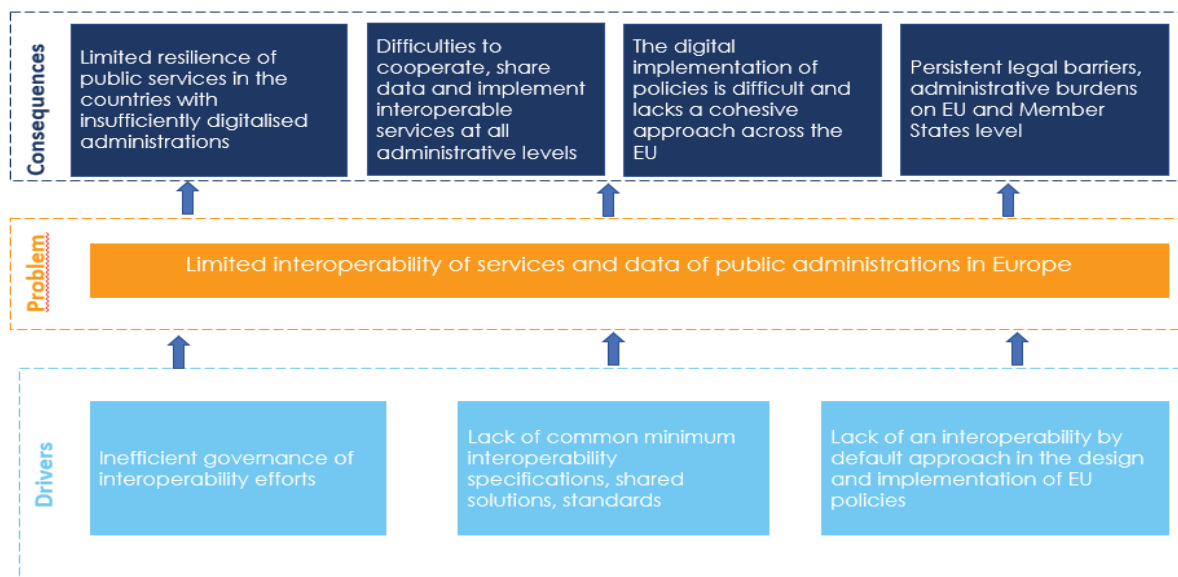 Consequences
Limited resilience of
public services in the
countries with
insufficiently digitalised
administrations
Difficulties to
cooperate, share
data and implement
interoperable
services at all
administrative levels
The digital
implementation of
policies is difficult and
lacks a cohesive
approach across the
EU
Persistent legal barriers,
administrative burdens
on EU and Member
States level
Problem
Limited interoperability of services and data of public administrations in Europe
Drivers
Inefficient governance of
interoperability efforts
Lack of common minimum
interoperability
specifications, shared
solutions, standards
Lack of an interoperability by
default approach in the design
and implementation of EU
policies